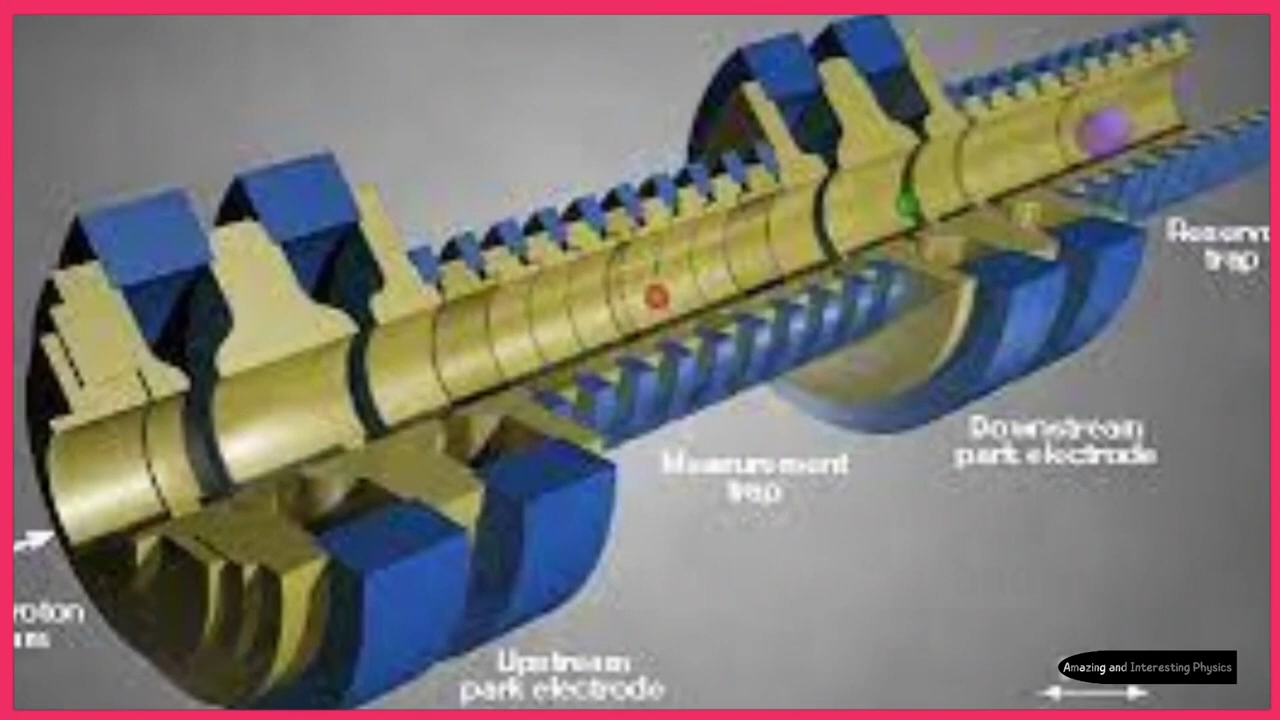 Measurement
trap
Downstream
park electrode
Upstream
park electrode
trap
Amazing and Interesting Physics